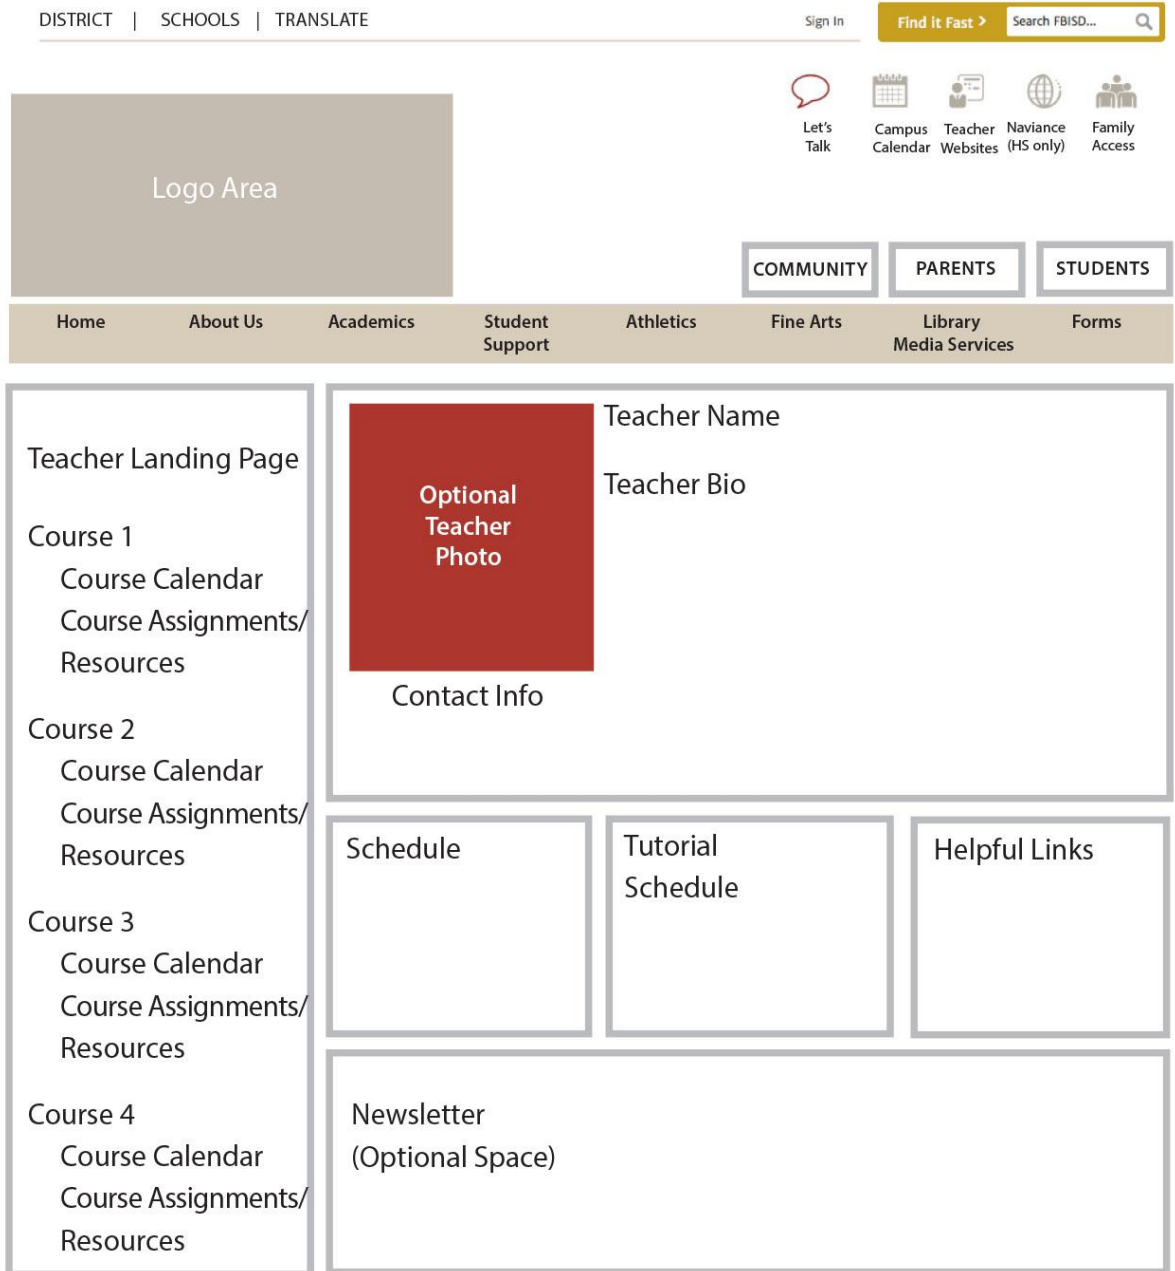 DISTRICT | SCHOOLS | TRANSLATE
Sign In
Find it Fast >
Search FBISD...
Let's
Talk
Campus
Calendar
Teacher
Websites
Naviance
(HS only)
Family
Access
Logo Area
COMMUNITY
PARENTS
STUDENTS
Home
About Us
Academics
Student
Support
Athletics
Fine Arts
Library
Media Services
Forms
Teacher Landing Page
Course 1
Course Calendar
Course Assignments/
Resources
Course 2
Course Calendar
Course Assignments/
Resources
Course 3
Course Calendar
Course Assignments/
Resources
Course 4
Course Calendar
Course Assignments/
Resources
Optional
Teacher
Photo
Teacher Name
Teacher Bio
Contact Info
Schedule
Tutorial
Schedule
Helpful Links
Newsletter
(Optional Space)